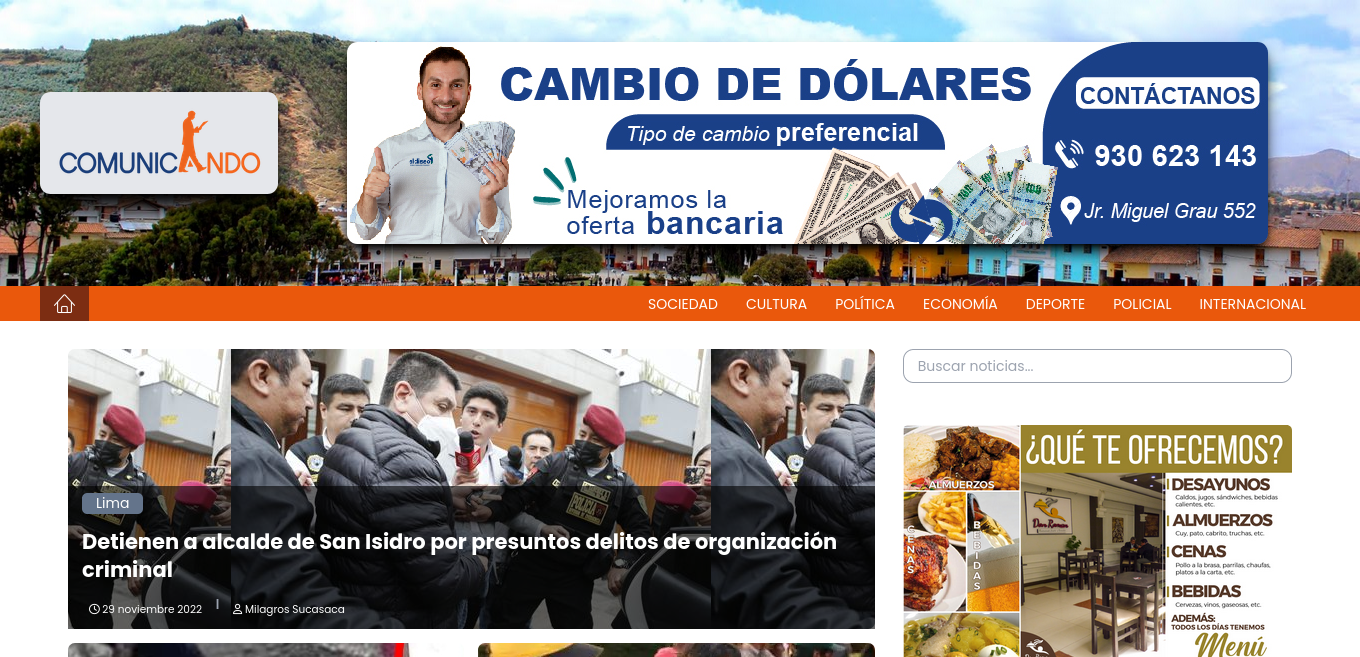 CAMBIO DE DÓLARES
Tipo de cambio preferencial
Mejoramos la
oferta bancaria
CONTÁCTANOS
930 623 143
Jr. Miguel Grau 552
COMUNICANDO
SOCIEDAD CULTURA POLÍTICA ECONOMÍA DEPORTE POLICIAL INTERNACIONAL
Lima
Detienen a alcalde de San Isidro por presuntos delitos de organización
criminal
29 noviembre 2022 | Milagros Sucasaca
Buscar noticias...
¿QUÉ TE OFRECEMOS?
ALMUERZOS
CENAS
BEBIDAS
DESAYUNOS
Caldos, jugos, sándwiches, bebidas
calientes, etc.
ALMUERZOS
Cuy, pato, cabrito, truchas, etc.
CENAS
Pollo a la brasa, parrillas, chaufas,
platos a la carta, etc.
BEBIDAS
Cervezas, vinos, gaseosas, etc.
ADEMÁS:
TODOS LOS DÍAS TENEMOS
Menú